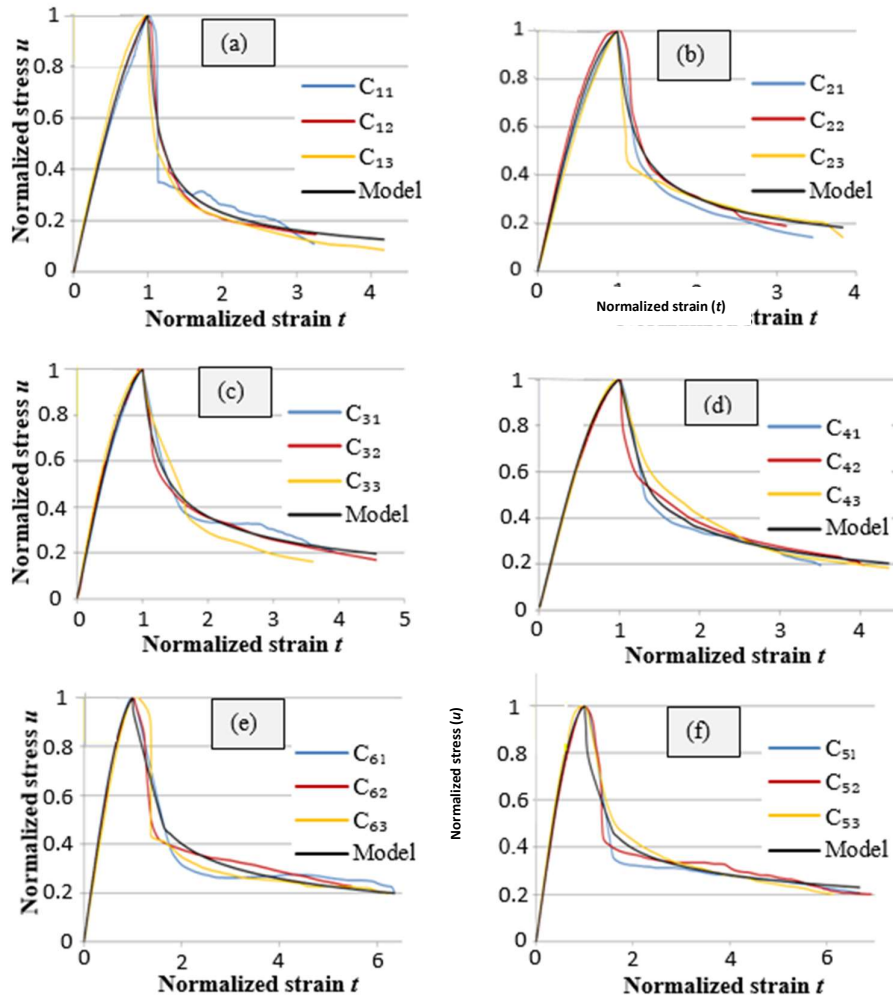 Normalized stress u
1
0.8
0.6
0.4
0.2
0
(a)
C11
C12
C13
Model
0 1 2 3 4
Normalized strain t
1
0.8
0.6
0.4
0.2
0
(b)
C21
C22
C23
Model
0 1 2 3 4
Normalized strain (t)
Normalized strain t
Normalized stress u
1
0.8
0.6
0.4
0.2
0
(c)
C31
C32
C33
Model
0 1 2 3 4 5
Normalized strain t
1
0.8
0.6
0.4
0.2
0
(d)
C41
C42
C43
Model
0 1 2 3 4
Normalized strain t
Normalized stress u
1
0.8
0.6
0.4
0.2
0
(e)
C61
C62
C63
Model
0 2 4 6
Normalized strain t
Normalized stress (u)
1
0.8
0.6
0.4
0.2
0
(f)
C51
C52
C53
Model
0 2 4 6
Normalized strain t